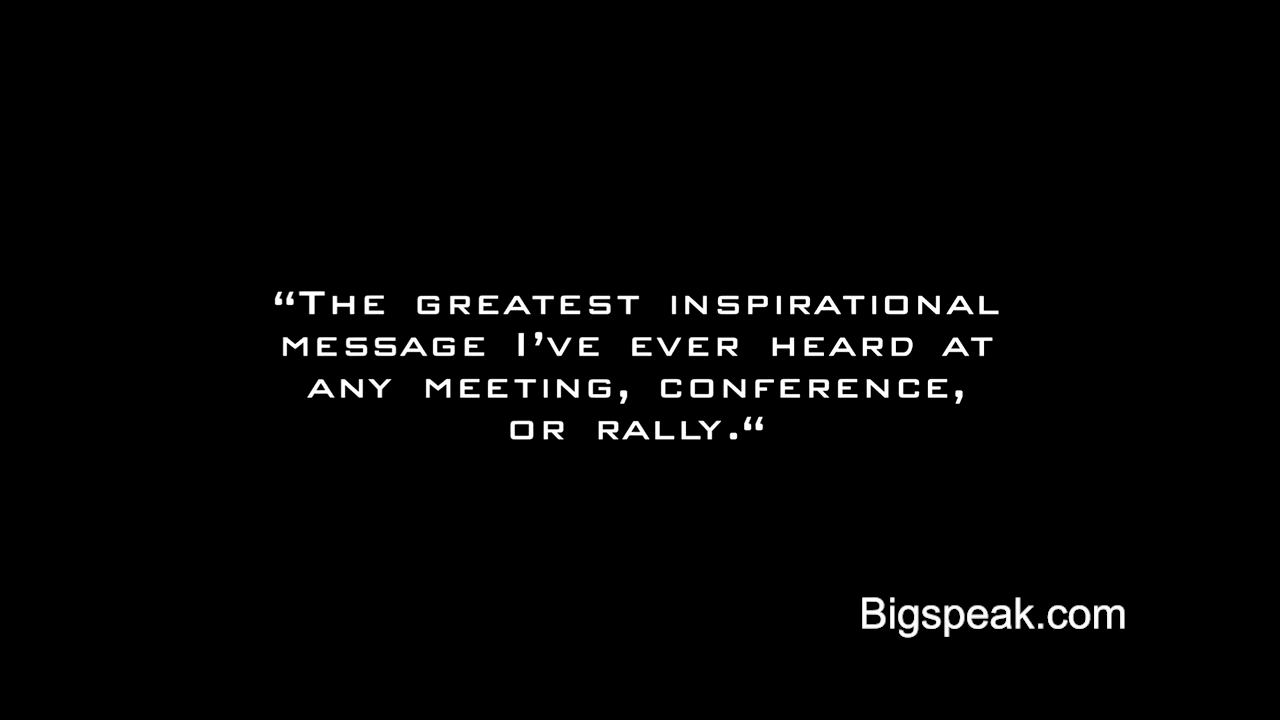 “The greatest inspirational
message I’ve ever heard at
any meeting, conference,
or rally.“
Bigspeak.com